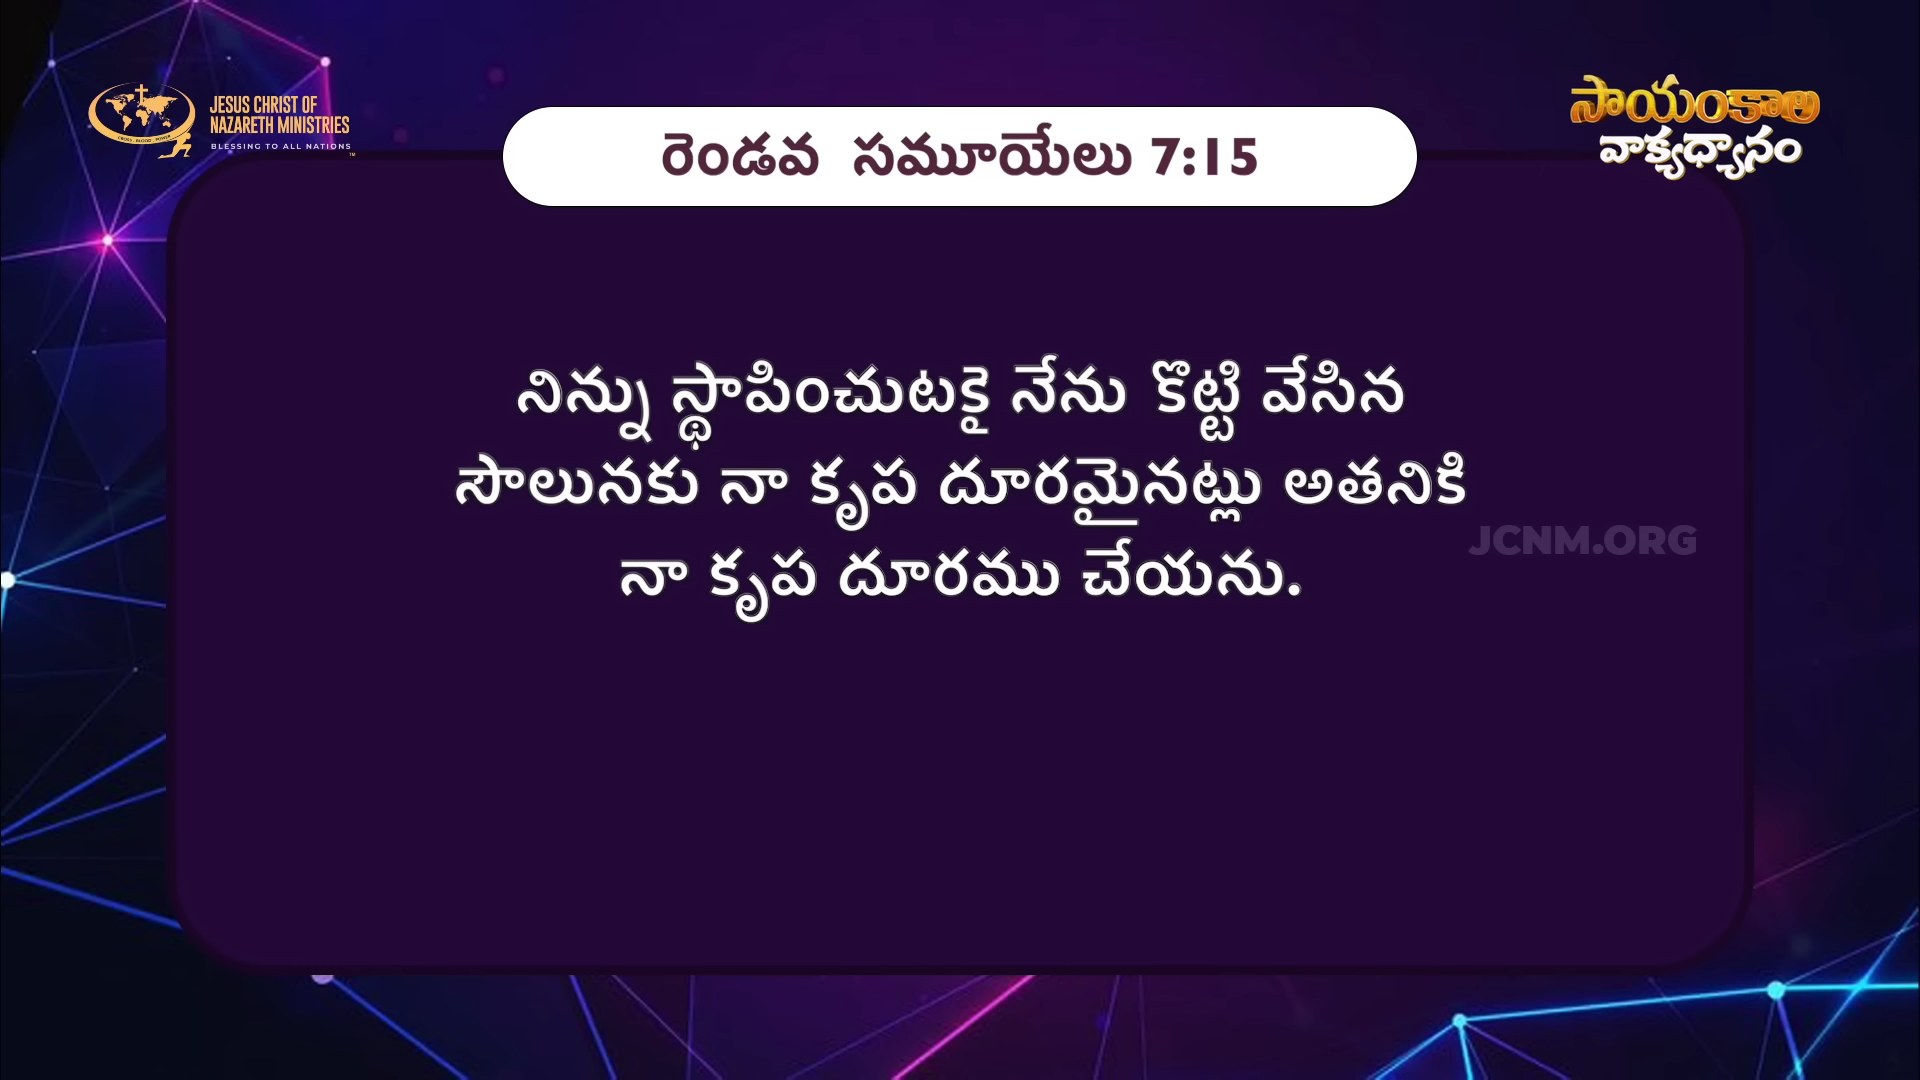 JESUS CHRIST OF
NAZARETH MINISTRIES
BLESSING TO ALL NATIONS
TM
రెండవ సమూయేలు 7:15
సాయంకాల
వాక్యధ్యానం
నిన్ను స్థాపించుటకై నేను కొట్టి వేసిన
సౌలునకు నా కృప దూరమైనట్లు అతనికి
నా కృప దూరము చేయను.
JCNM.ORG